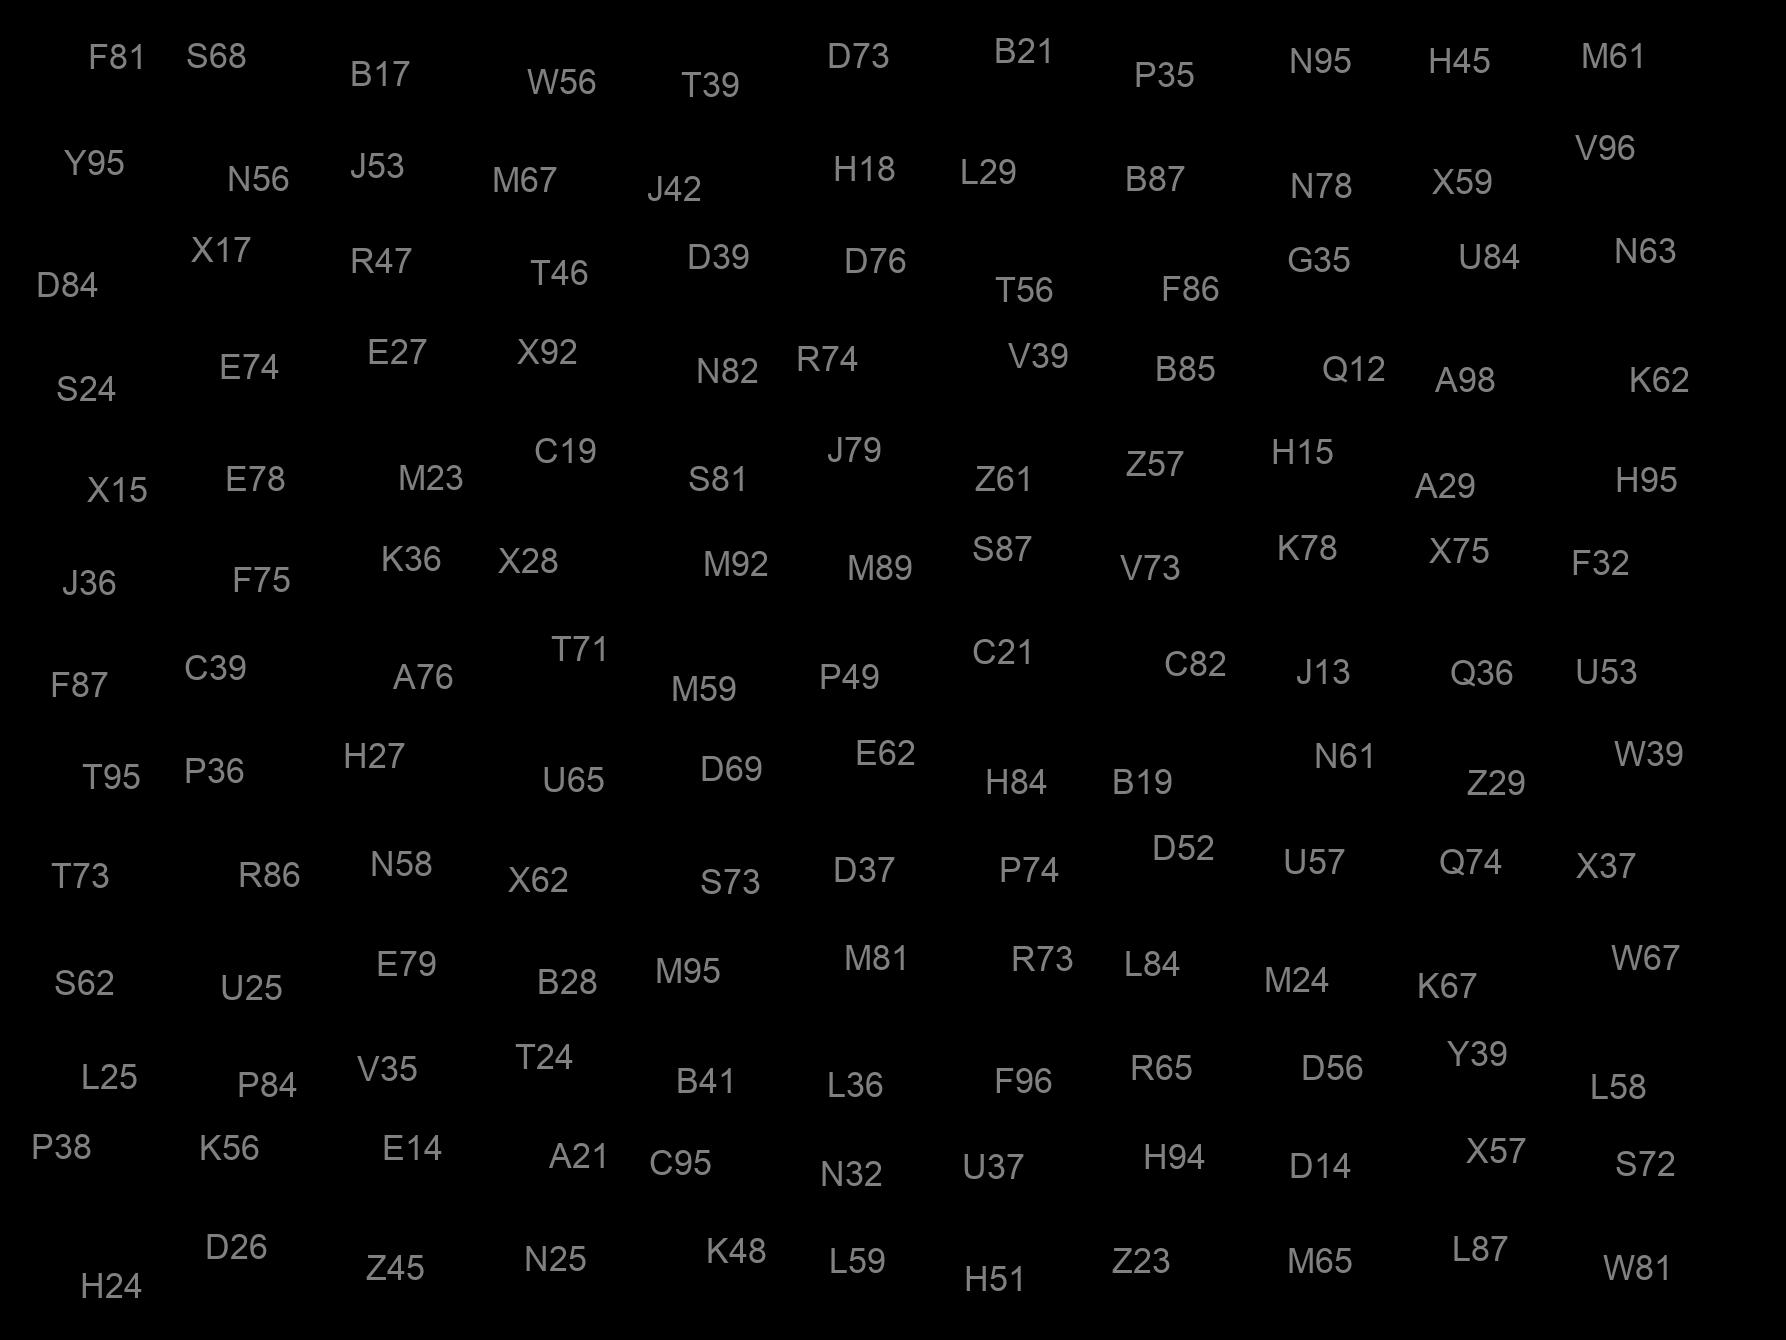 F81 S68 B17 W56 T39 D73 B21 P35 N95 H45 M61
Y95 N56 J53 M67 J42 H18 L29 B87 N78 X59 V96
D84 X17 R47 T46 D39 D76 T56 F86 G35 U84 N63
S24 E74 E27 X92 N82 R74 V39 B85 Q12 A98 K62
X15 E78 M23 C19 S81 J79 Z61 Z57 H15 A29 H95
J36 F75 K36 X28 M92 M89 S87 V73 K78 X75 F32
F87 C39 A76 T71 M59 P49 C21 C82 J13 Q36 U53
T95 P36 H27 U65 D69 E62 H84 B19 N61 Z29 W39
T73 R86 N58 X62 S73 D37 P74 D52 U57 Q74 X37
S62 U25 E79 B28 M95 M81 R73 L84 M24 K67 W67
L25 P84 V35 T24 B41 L36 F96 R65 D56 Y39 L58
P38 K56 E14 A21 C95 N32 U37 H94 D14 X57 S72
H24 D26 Z45 N25 K48 L59 H51 Z23 M65 L87 W81